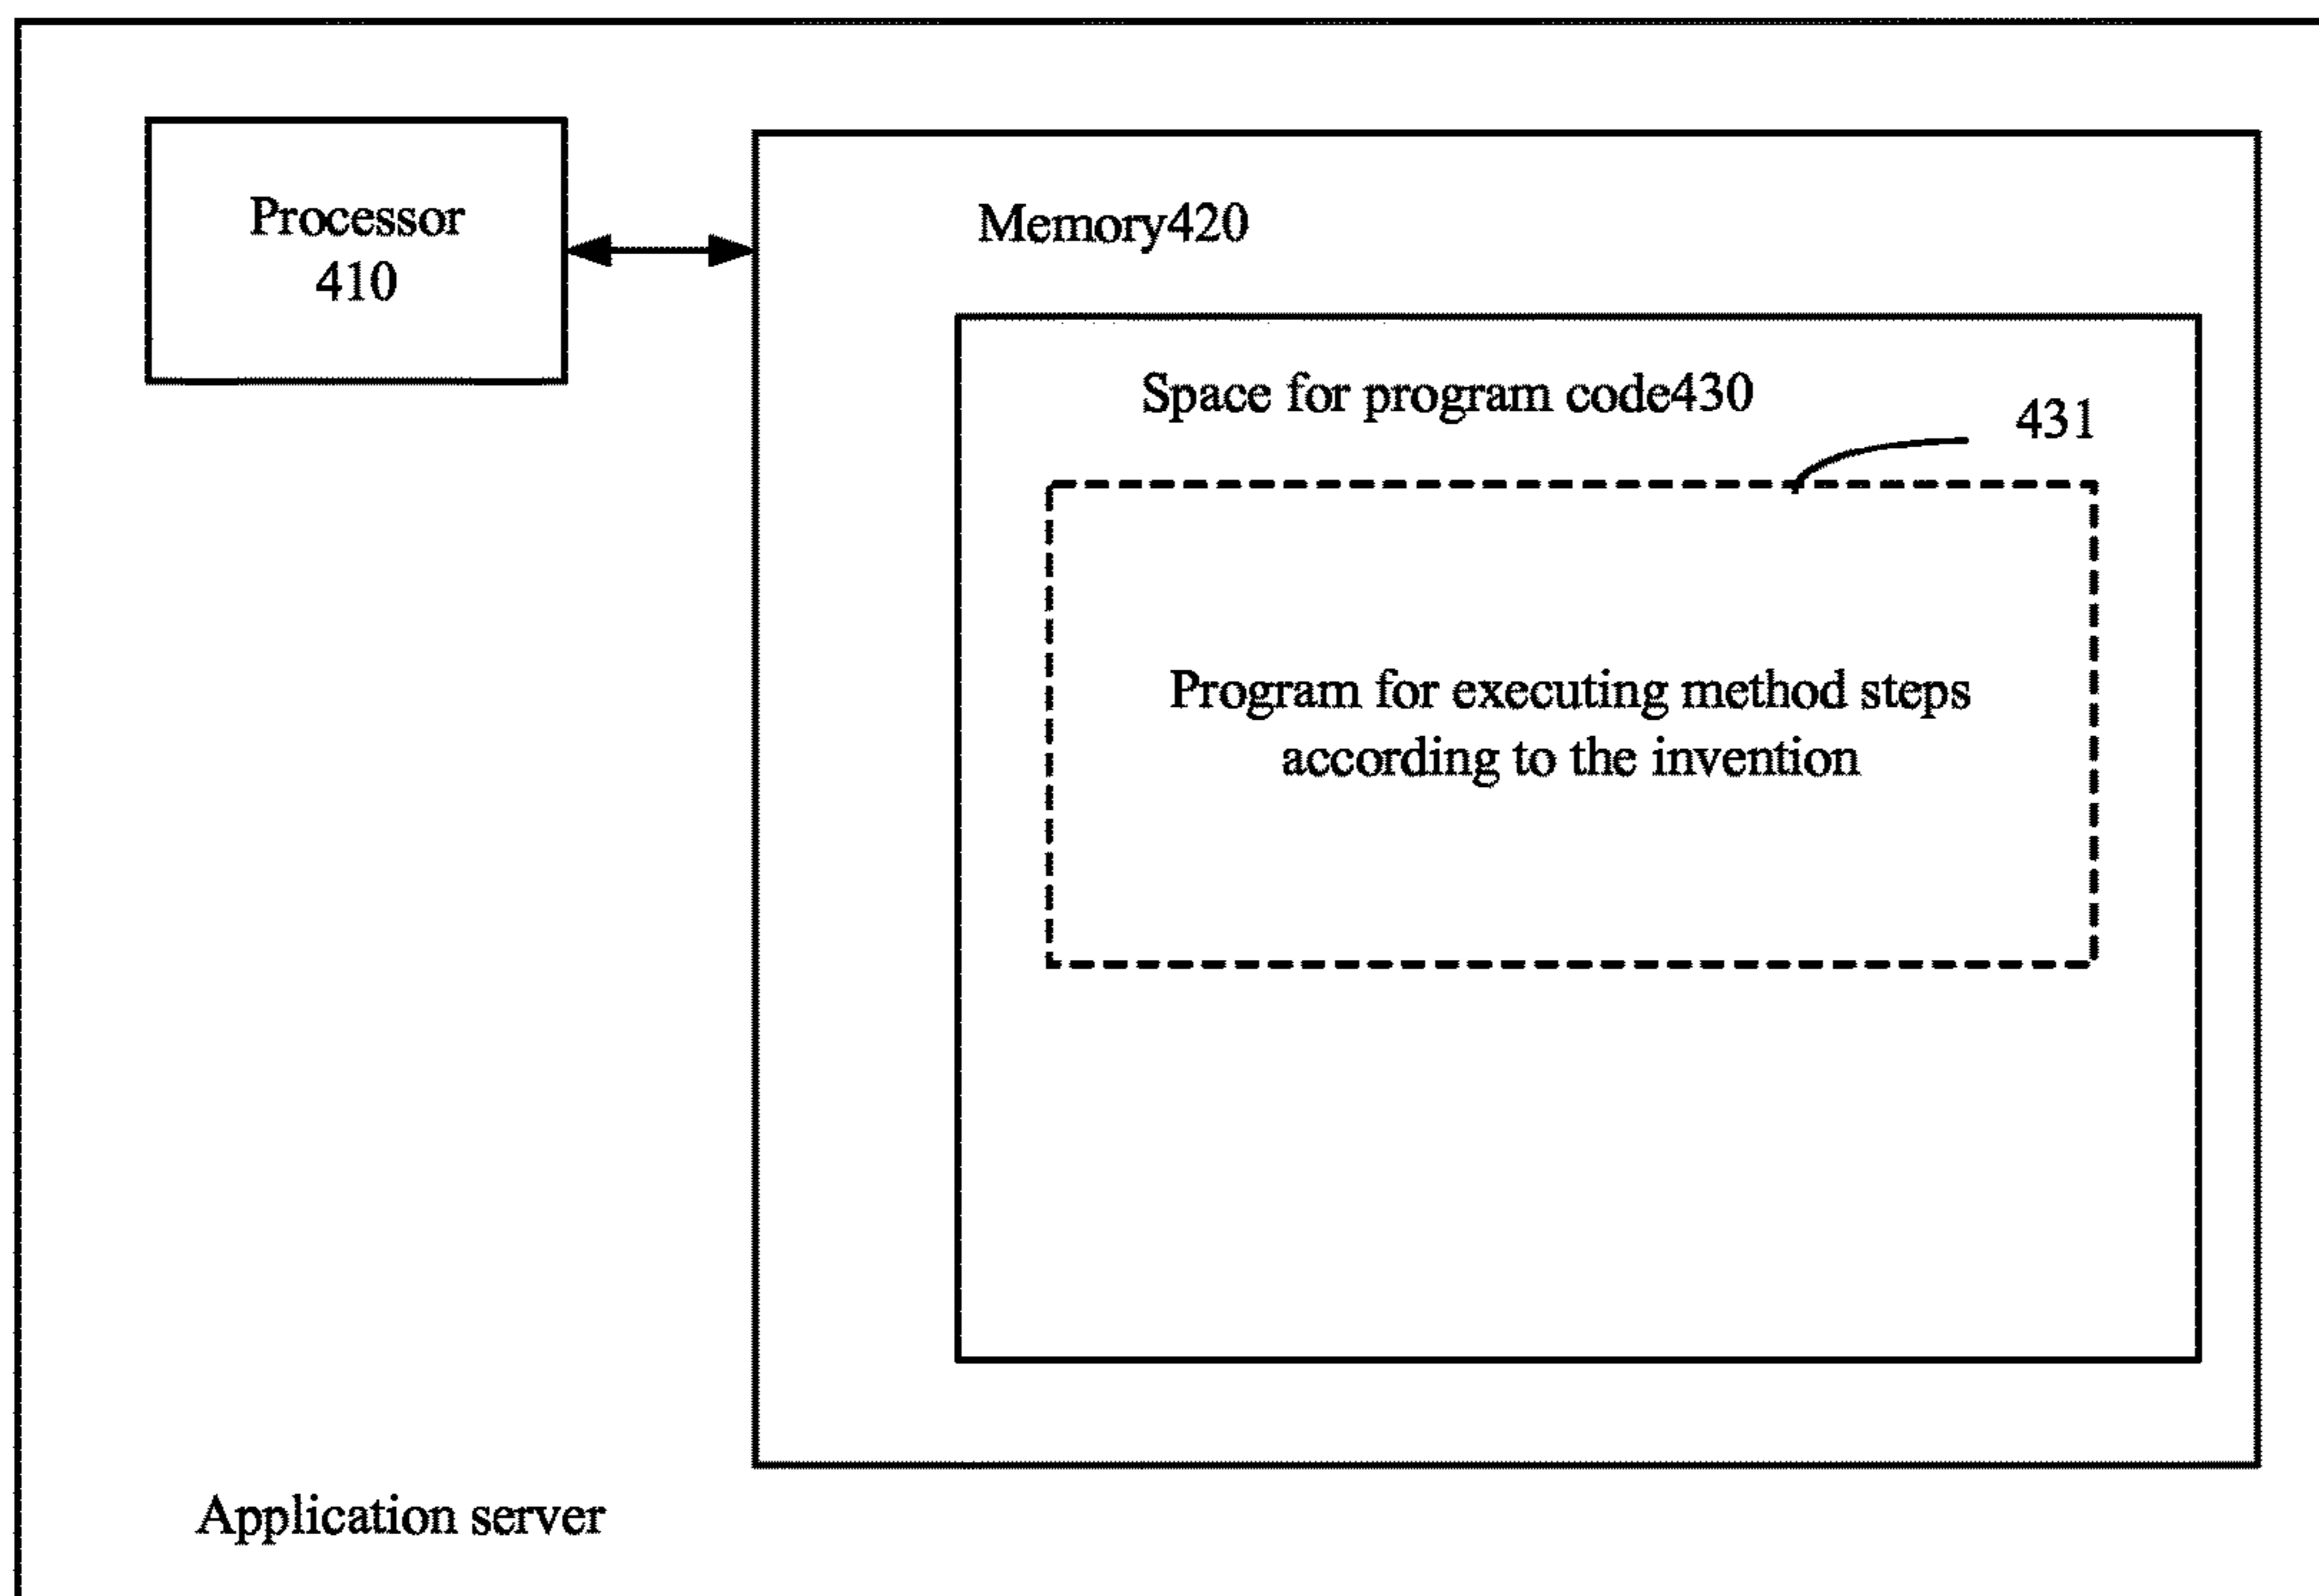 Processor
410
Memory420
Space for program code430
431
Program for executing method steps
according to the invention
Application server